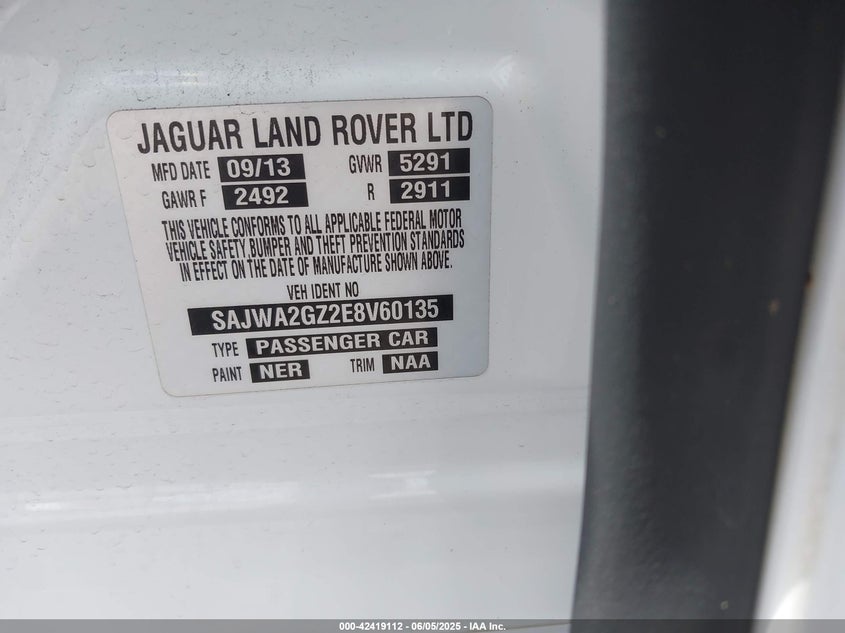 JAGUAR LAND ROVER LTD
MFD DATE 09/13 GVWR 5291
GAWR F 2492 R 2911
THIS VEHICLE CONFORMS TO ALL APPLICABLE FEDERAL MOTOR
VEHICLE SAFETY, BUMPER AND THEFT PREVENTION STANDARDS
IN EFFECT ON THE DATE OF MANUFACTURE SHOWN ABOVE.
VEH IDENT NO
SAJWA2GZ2E8V60135
TYPE PASSENGER CAR
PAINT NER TRIM NAA
000-42419112 - 06/05/2025 - IAA Inc.